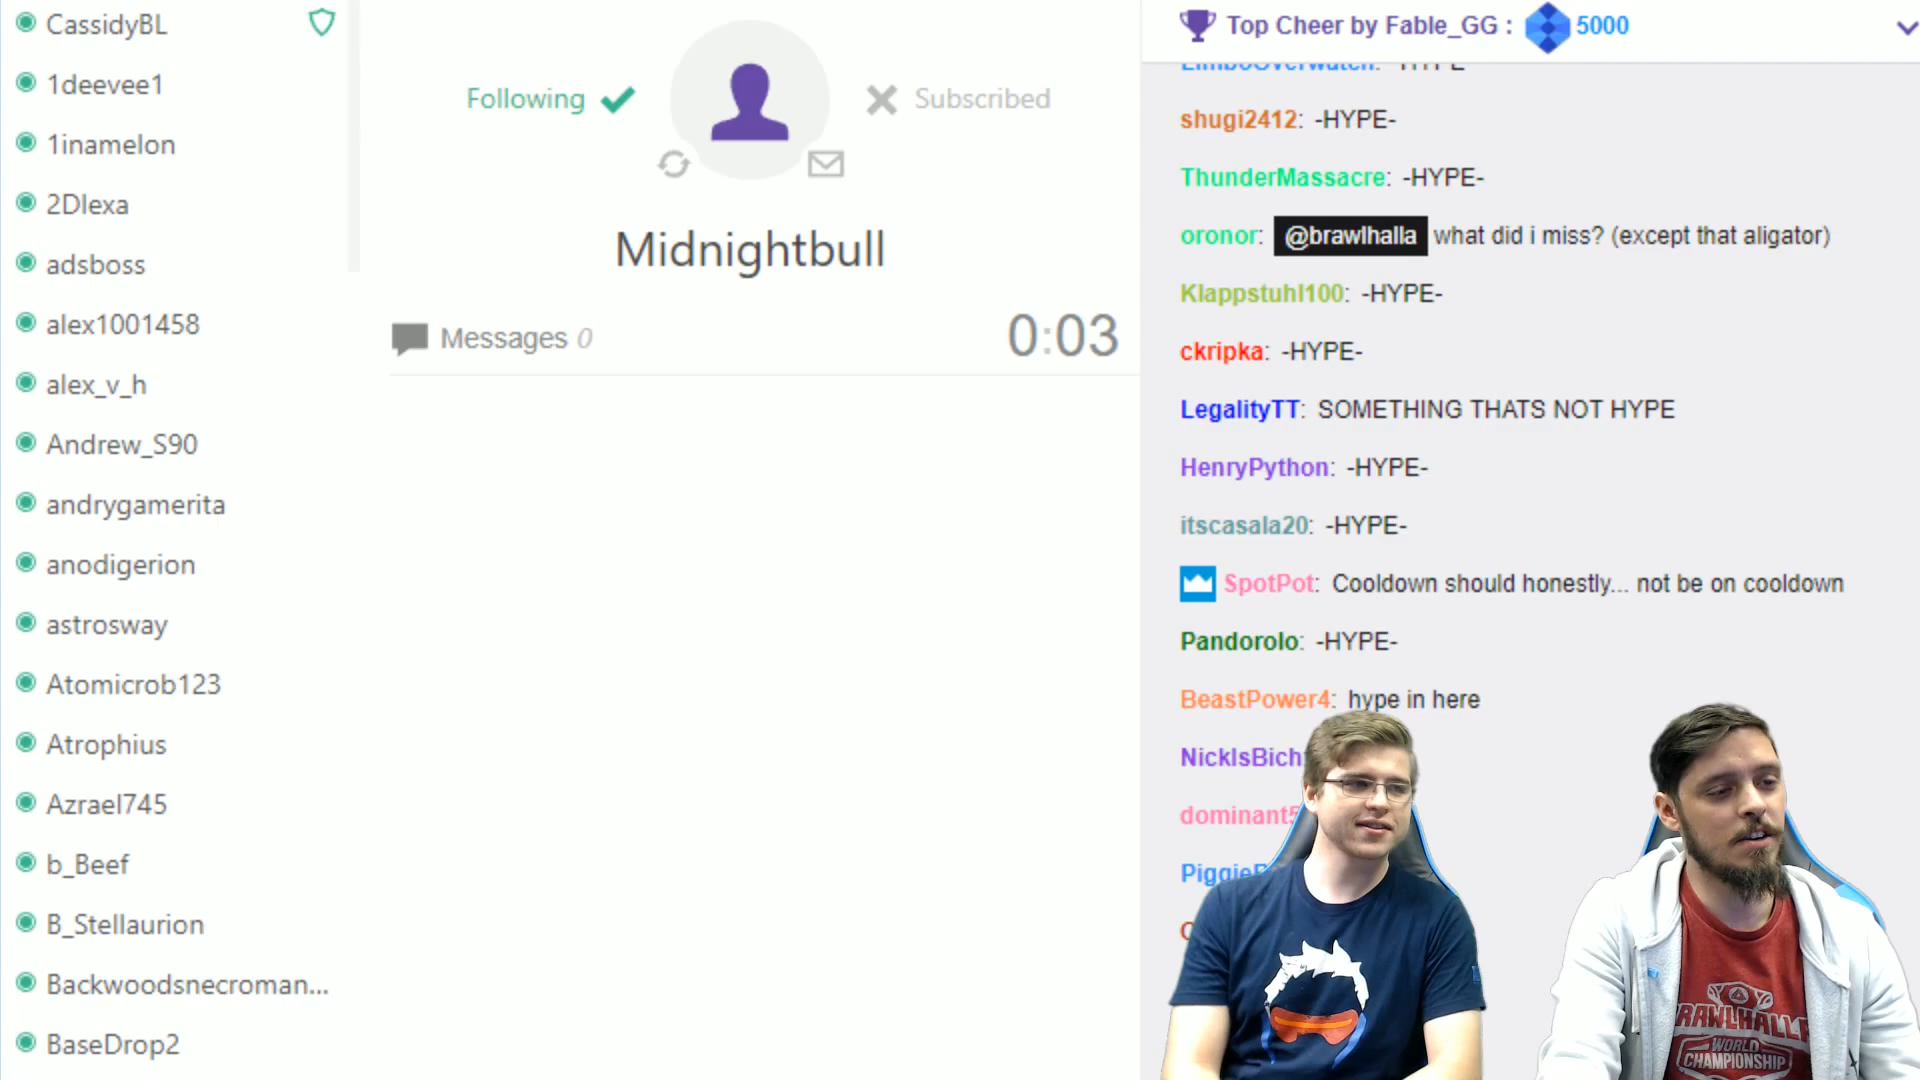 CassidyBL
1deevee1
1inamelon
2Dlexa
adsboss
alex1001458
alex_v_h
Andrew_S90
andrygamerita
anodigerion
astrosway
Atomicrob123
Atrophius
Azrael745
b_Beef
B_Stellaurion
Backwoodsnecroman...
BaseDrop2
Following
Subscribed
Midnightbull
Messages 0
0:03
Top Cheer by Fable_GG : 5000
LimboOverwatch: -HYPE-
shugi2412: -HYPE-
ThunderMassacre: -HYPE-
oronor: @brawlhalla what did i miss? (except that aligator)
Klappstuhl100: -HYPE-
ckripka: -HYPE-
LegalityTT: SOMETHING THATS NOT HYPE
HenryPython: -HYPE-
itscasala20: -HYPE-
SpotPot: Cooldown should honestly... not be on cooldown
Pandorolo: -HYPE-
BeastPower4: hype in here
BRAWLHALLA
WORLD
CHAMPIONSHIP